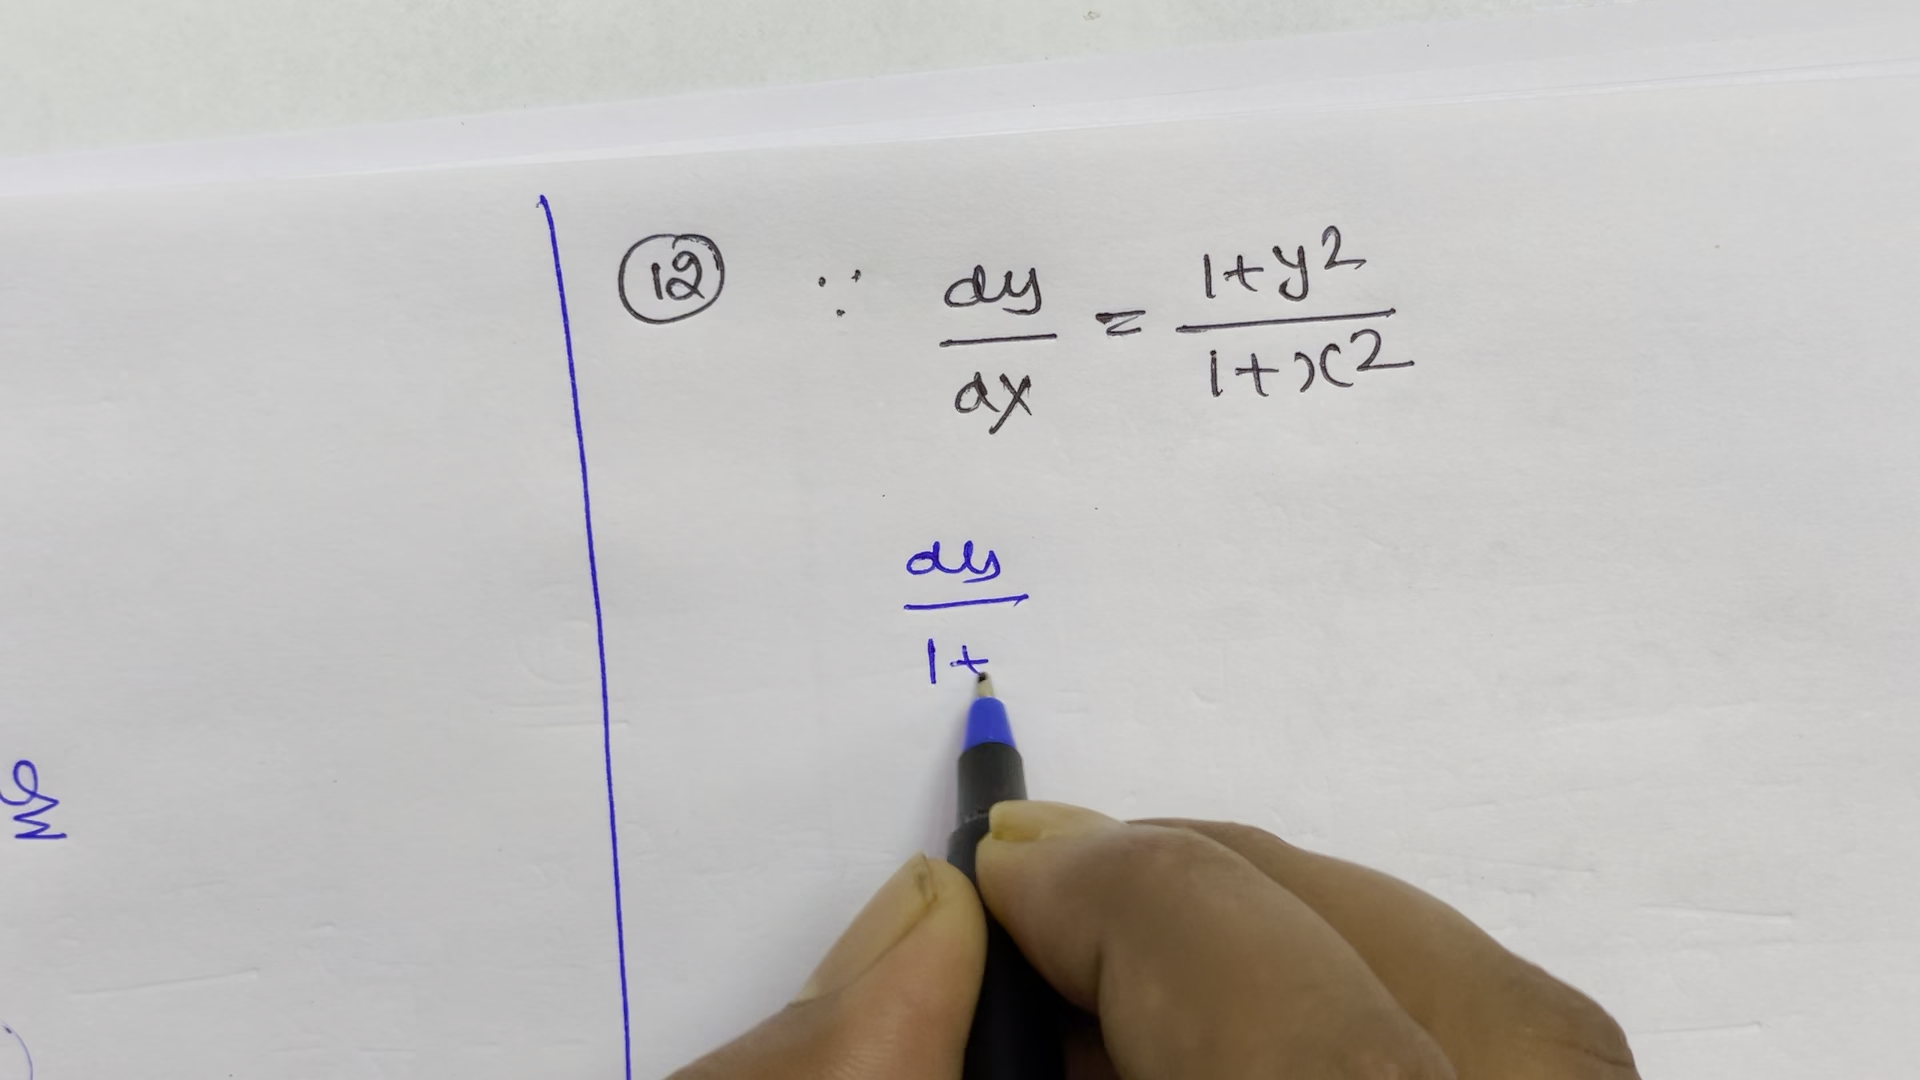 12 ∵ dy/dx = 1+y2/1+x2
dy/1+